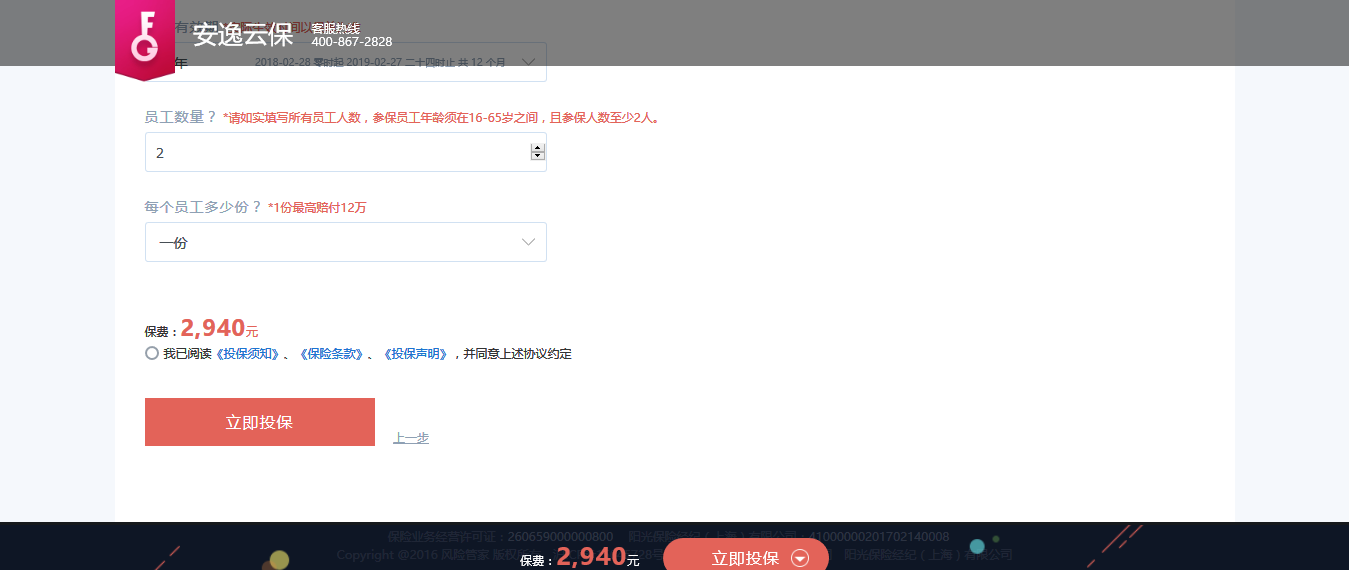 安逸云保
客服热线
400-867-2828
年 2018-02-28 零时起 2019-02-27 二十四时止 共 12 个月
员工数量？ *请如实填写所有员工人数，参保员工年龄须在16-65岁之间，且参保人数至少2人。
2
每个员工多少份？ *1份最高赔付12万
一份
保费：2,940元
我已阅读《投保须知》、《保险条款》、《投保声明》，并同意上述协议约定
立即投保
上一步
保险业务经营许可证：260659000000800 阳光保险经纪（上海）有限公司：41000000201702140008
Copyright @2016 风险管家 版权 阳光保险经纪（上海）有限公司
保费：2,940元 立即投保